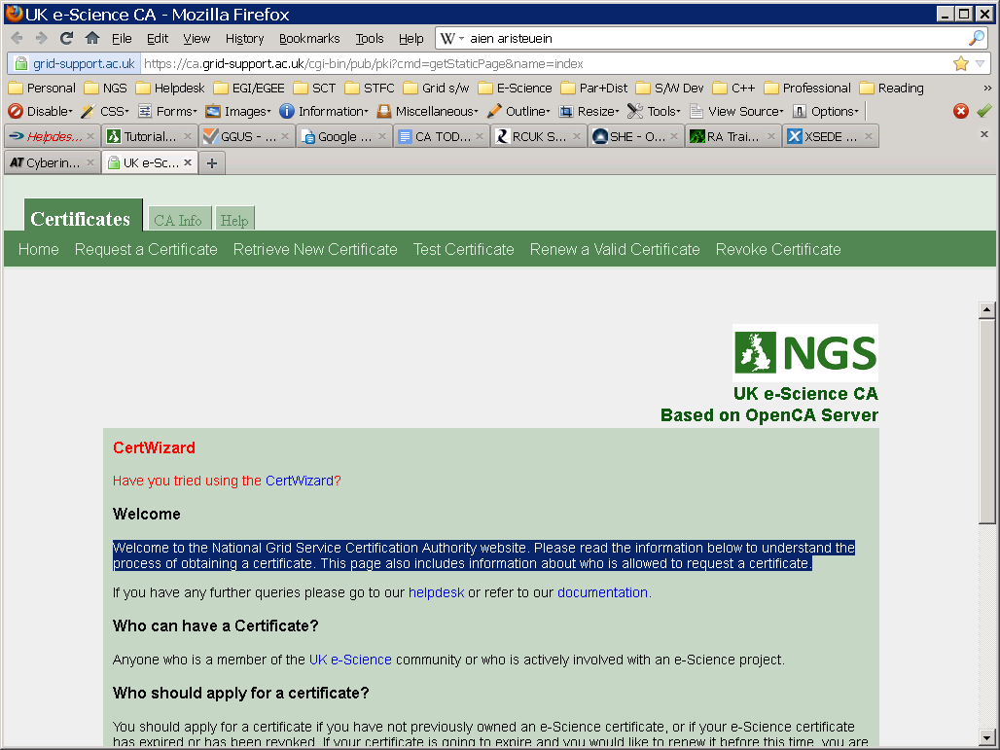 UK e-Science CA - Mozilla Firefox
File Edit View History Bookmarks Tools Help W aien aristeuein
grid-support.ac.uk https://ca.grid-support.ac.uk/cgi-bin/pub/pki?cmd=getStaticPage&name=index
Personal NGS Helpdesk EGI/EGEE SCT STFC Grid s/w E-Science Par+Dist S/W Dev C++ Professional Reading »
Disable CSS Forms Images Information Miscellaneous Outline Resize Tools View Source Options
Helpdes... Tutorial... GGUS - ... Google ... CA TOD... RCUK S... SHE - O... RA Trai... XSEDE ...
AT Cyberin... UK e-Sc... +
Certificates CA Info Help
Home Request a Certificate Retrieve New Certificate Test Certificate Renew a Valid Certificate Revoke Certificate
NGS
UK e-Science CA
Based on OpenCA Server
CertWizard
Have you tried using the CertWizard?
Welcome
Welcome to the National Grid Service Certification Authority website. Please read the information below to understand the
process of obtaining a certificate. This page also includes information about who is allowed to request a certificate.
If you have any further queries please go to our helpdesk or refer to our documentation.
Who can have a Certificate?
Anyone who is a member of the UK e-Science community or who is actively involved with an e-Science project.
Who should apply for a certificate?
You should apply for a certificate if you have not previously owned an e-Science certificate, or if your e-Science certificate
has expired or has been revoked. If your certificate is going to expire and you would like to renew it before this time, you are